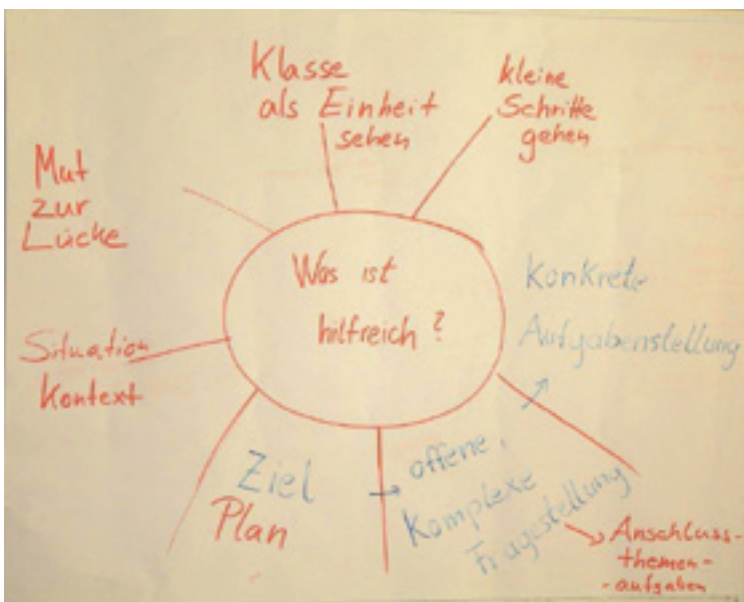 Klasse
als Einheit
sehen
kleine
Schritte
gehen
Mut
zur
Lücke
Was ist
hilfreich?
Konkrete
Aufgabenstellung
Situation
Kontext
Ziel
Plan
offene,
Komplexe
Fragestellung
Anschluss-
themen-
-aufgaben